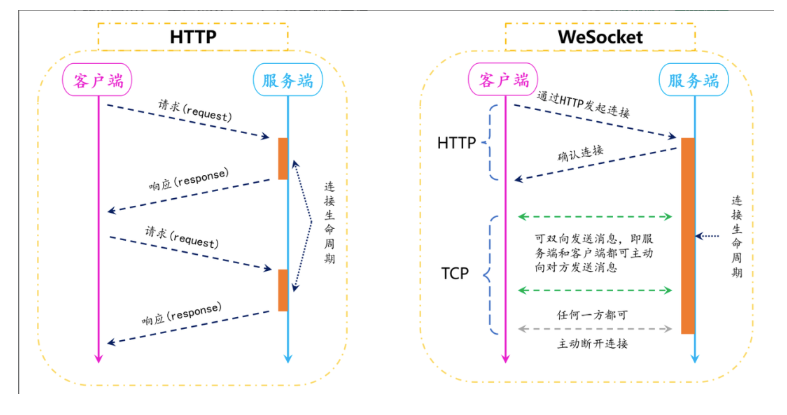 HTTP
客户端
服务端
请求(request)
响应(response)
请求(request)
响应(response)
连接生命周期
WeSocket
客户端
服务端
通过HTTP发起连接
HTTP
确认连接
TCP
可双向发送消息，即服
务端和客户端都可主动
向对方发送消息
任何一方都可
主动断开连接
连接生命周期